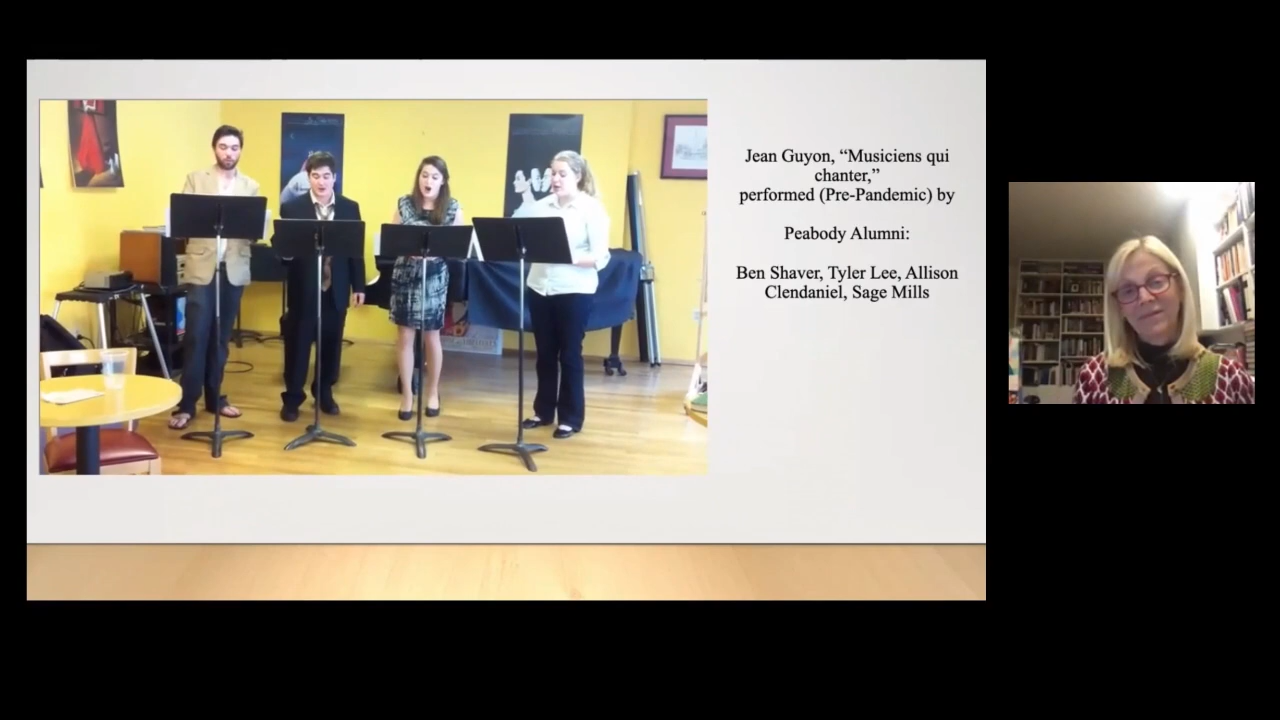 Jean Guyon, “Musiciens qui
chanter,”
performed (Pre-Pandemic) by
Peabody Alumni:
Ben Shaver, Tyler Lee, Allison
Clendaniel, Sage Mills